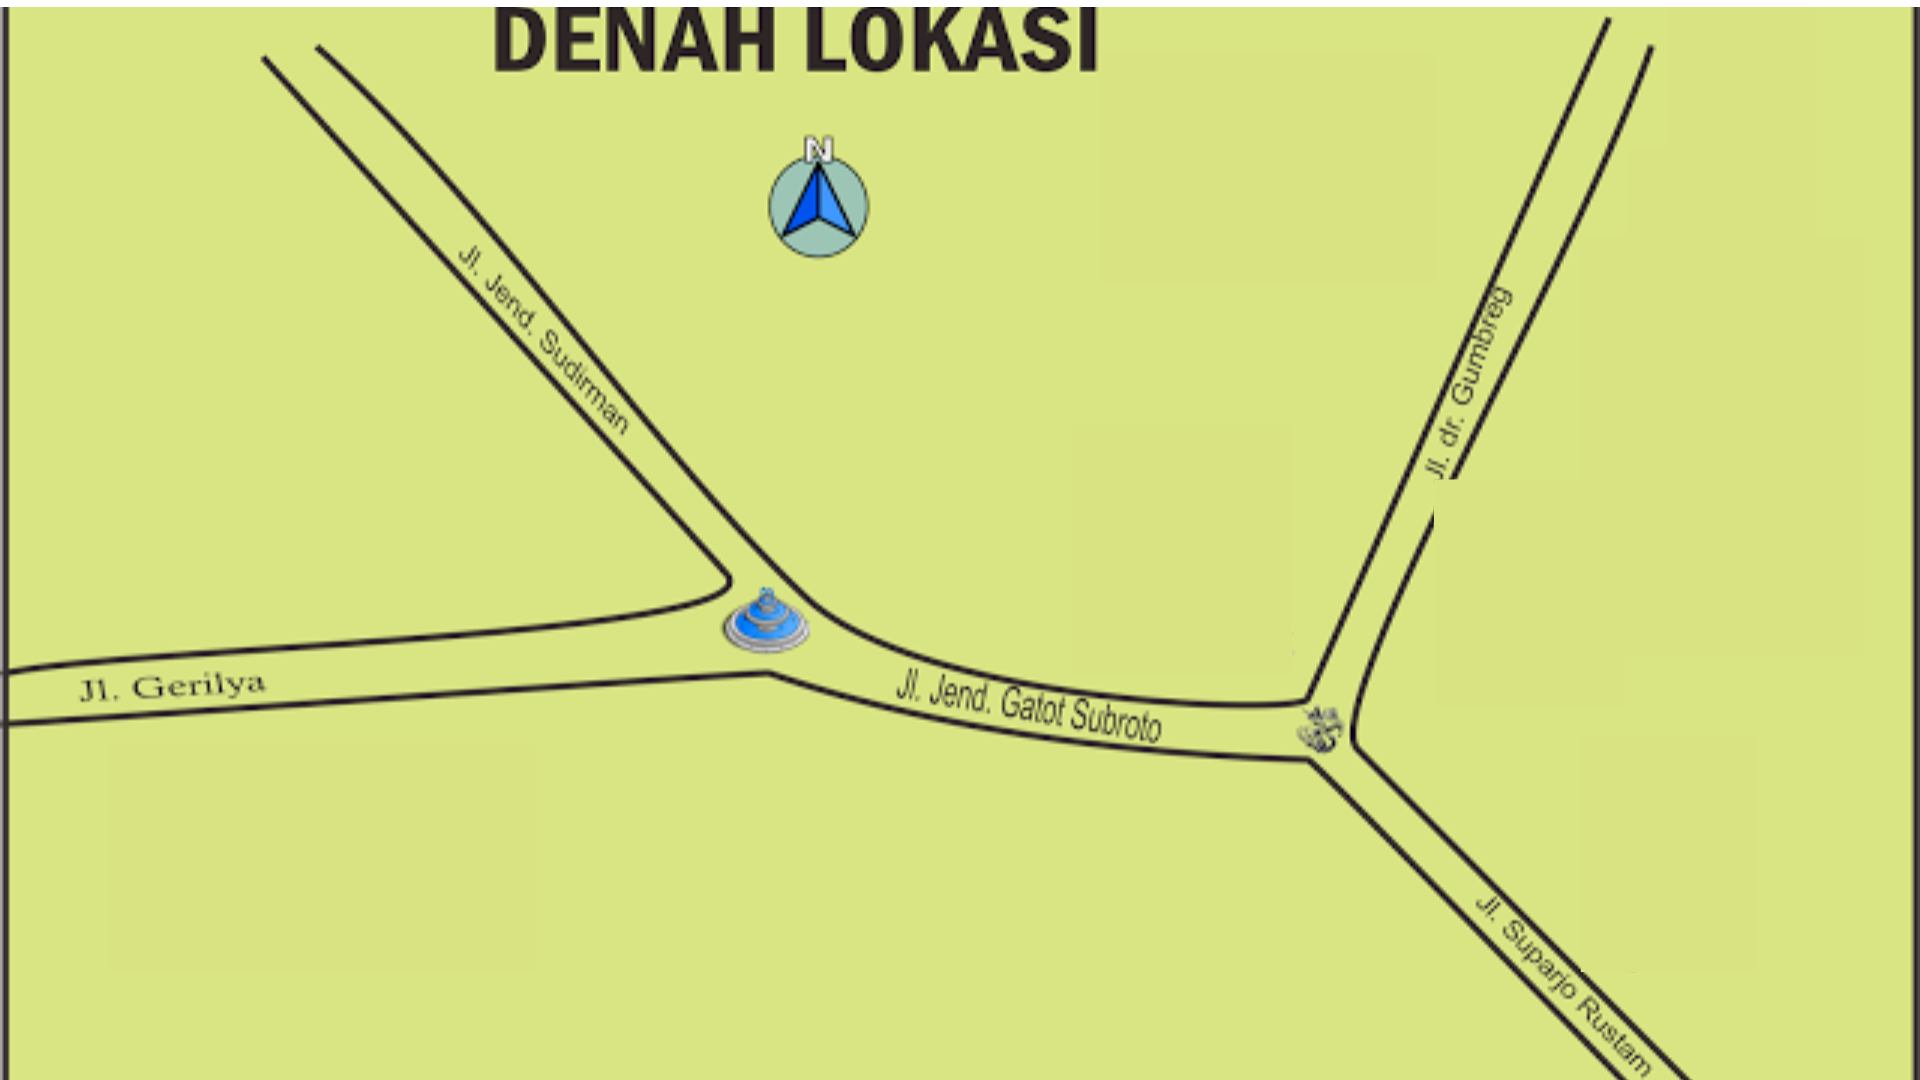 DENAH LOKASI
N
Jl. Jend. Sudirman
Jl. dr. Gumbreg
Jl. Gerilya
Jl. Jend. Gatot Subroto
Jl. Suparjo Rustam